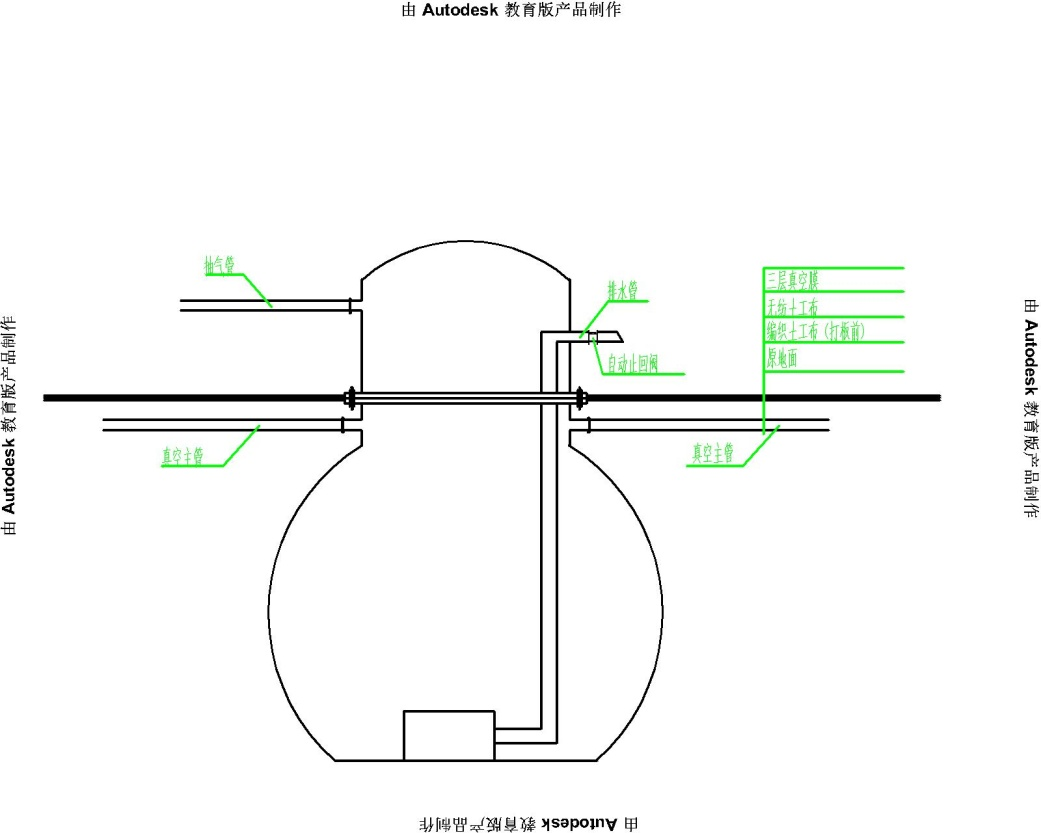 由 Autodesk 教育版产品制作
抽气管
排水管
自动止回阀
三层真空膜
无纺土工布
编织土工布(打板前)
原地面
真空主管
真空主管
由 Autodesk 教育版产品制作
由 Autodesk 教育版产品制作
由 Autodesk 教育版产品制作